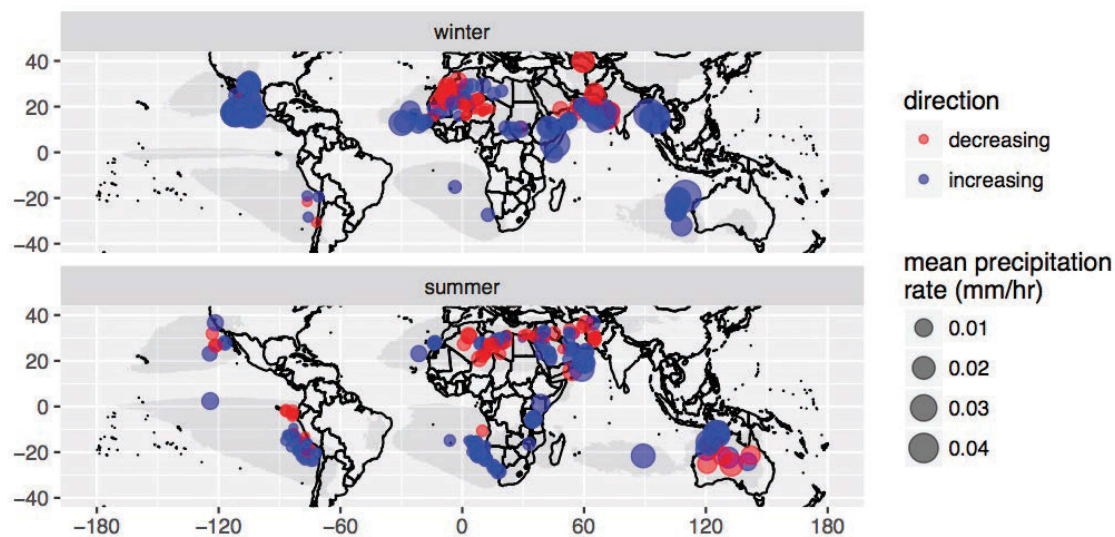 winter
40
20
0
−20
−40
summer
40
20
0
−20
−40
−180 −120 −60 0 60 120 180
direction
decreasing
increasing
mean precipitation
rate (mm/hr)
0.01
0.02
0.03
0.04